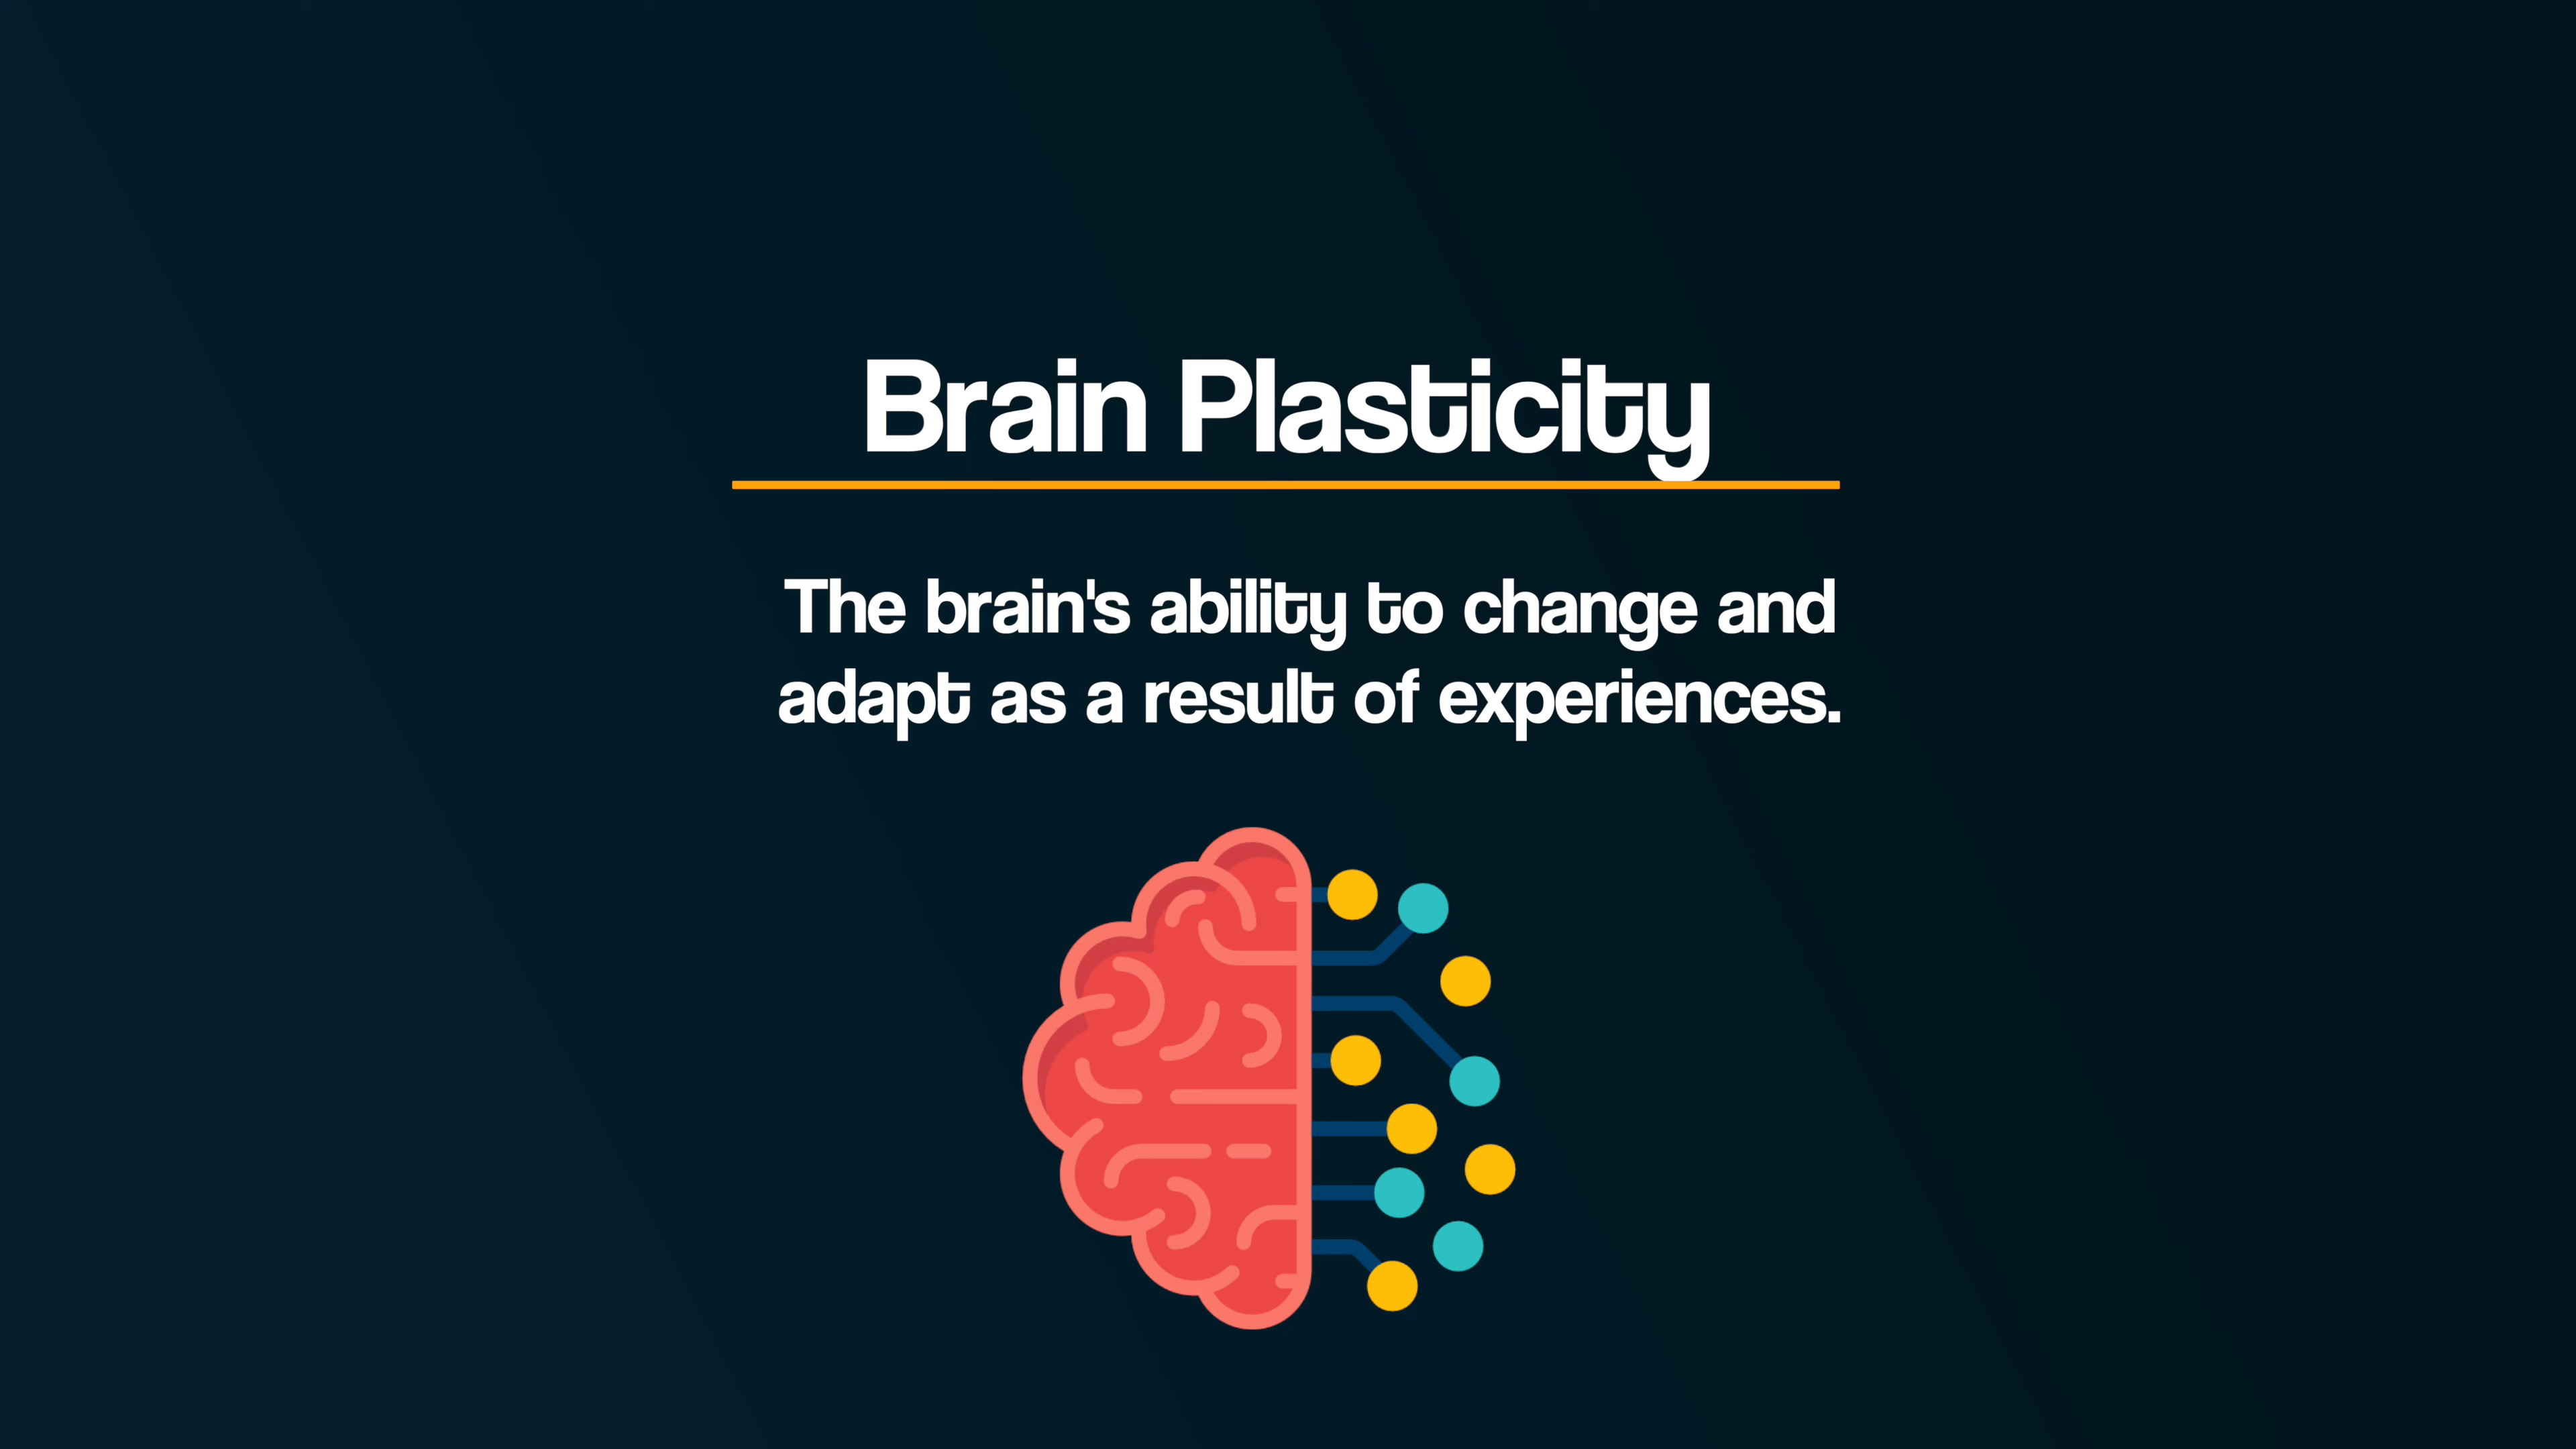 Brain Plasticity
The brain's ability to change and
adapt as a result of experiences.